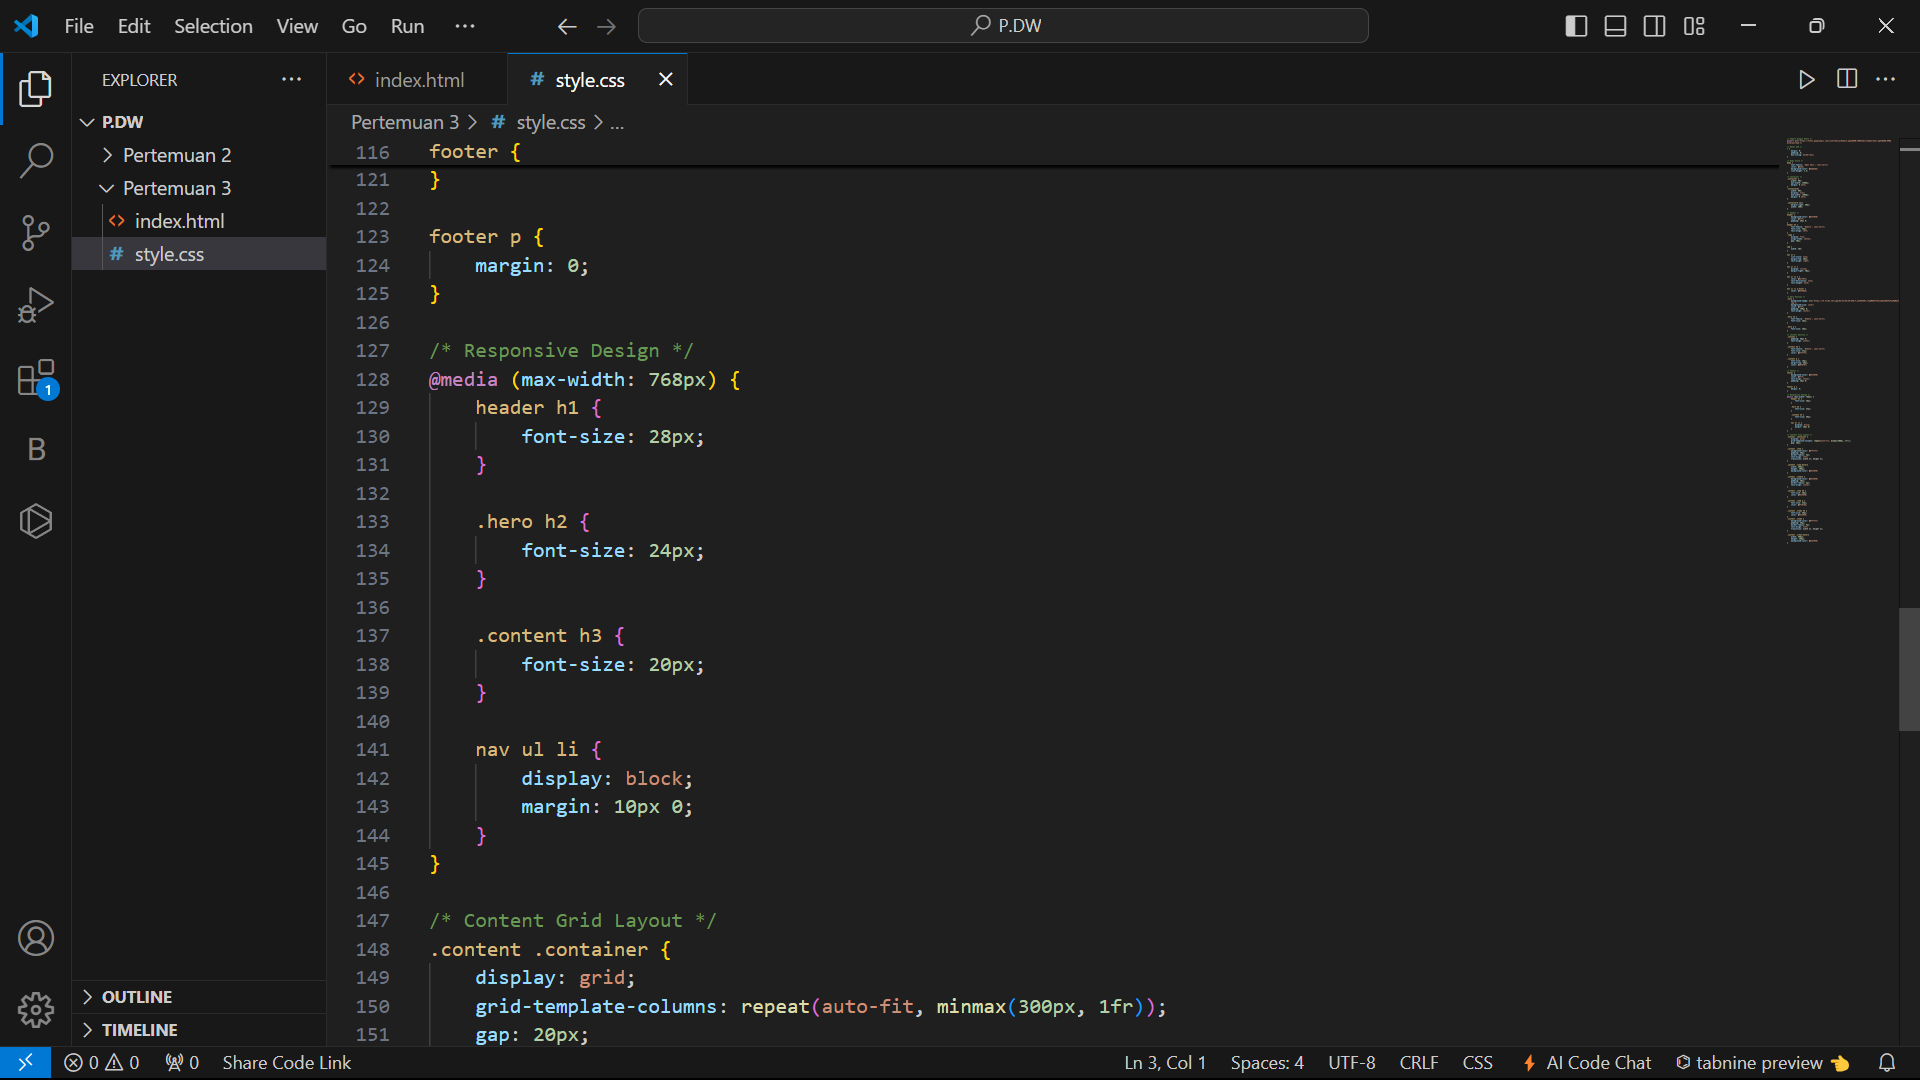 File Edit Selection View Go Run ···
P.DW
EXPLORER
P.DW
Pertemuan 2
Pertemuan 3
index.html
style.css
OUTLINE
TIMELINE
1
B
index.html
style.css
Pertemuan 3 > # style.css > ...
116 footer {
121 }
122
123 footer p {
124 margin: 0;
125 }
126
127 /* Responsive Design */
128 @media (max-width: 768px) {
129 header h1 {
130 font-size: 28px;
131 }
132
133 .hero h2 {
134 font-size: 24px;
135 }
136
137 .content h3 {
138 font-size: 20px;
139 }
140
141 nav ul li {
142 display: block;
143 margin: 10px 0;
144 }
145 }
146
147 /* Content Grid Layout */
148 .content .container {
149 display: grid;
150 grid-template-columns: repeat(auto-fit, minmax(300px, 1fr));
151 gap: 20px;
0 0 0 Share Code Link Ln 3, Col 1 Spaces: 4 UTF-8 CRLF CSS AI Code Chat tabnine preview